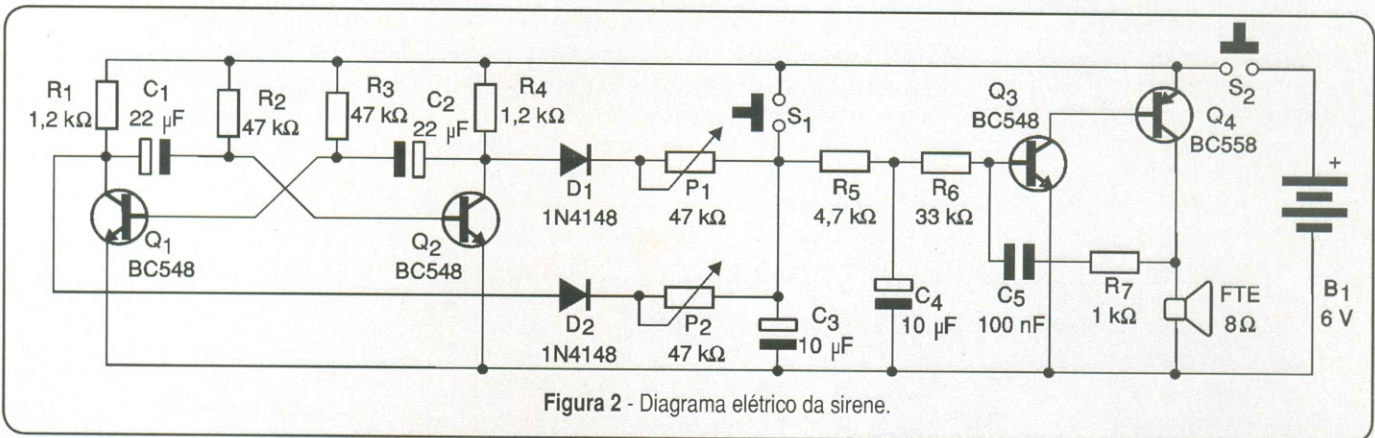 R1
1,2 kΩ
C1
22 µF
R2
47 kΩ
R3
47 kΩ
C2
22 µF
R4
1,2 kΩ
Q1
BC548
Q2
BC548
D1
1N4148
P1
47 kΩ
D2
1N4148
P2
47 kΩ
S1
C3
10 µF
R5
4,7 kΩ
R6
33 kΩ
C4
10 µF
Q3
BC548
C5
100 nF
R7
1 kΩ
Q4
BC558
S2
FTE
8Ω
+
B1
6 V
Figura 2 - Diagrama elétrico da sirene.